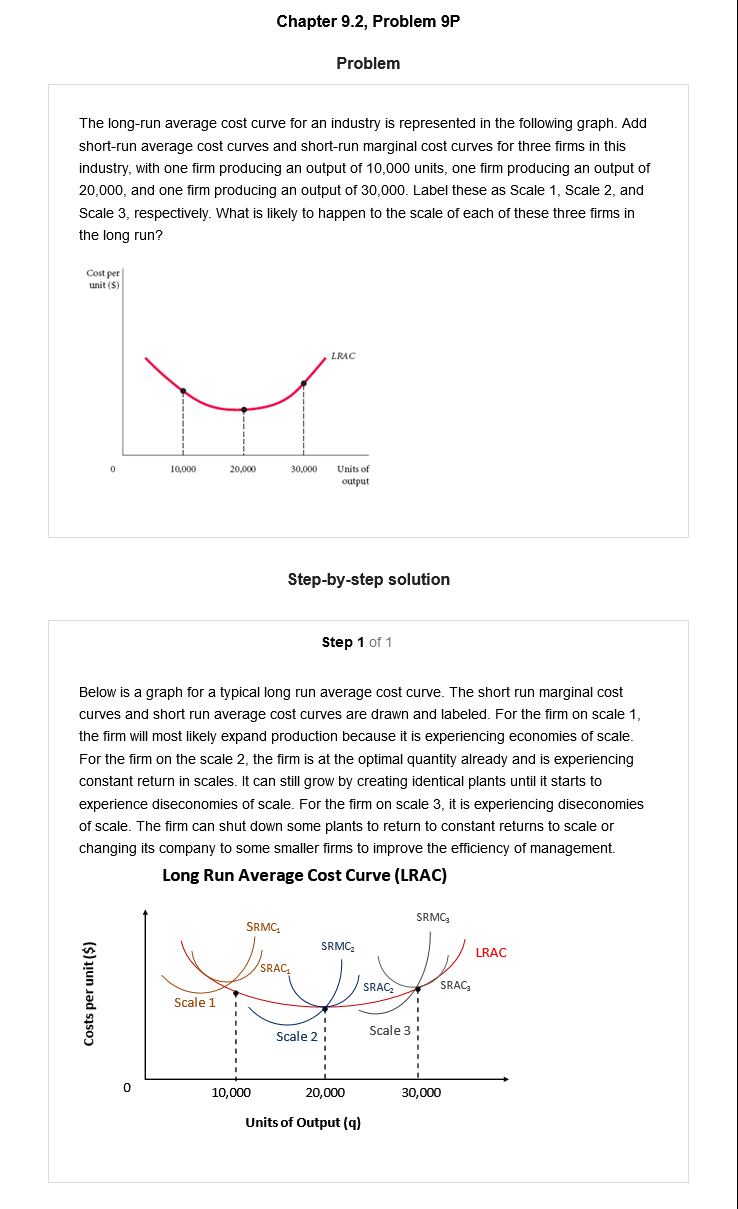 Chapter 9.2, Problem 9P
Problem
The long-run average cost curve for an industry is represented in the following graph. Add
short-run average cost curves and short-run marginal cost curves for three firms in this
industry, with one firm producing an output of 10,000 units, one firm producing an output of
20,000, and one firm producing an output of 30,000. Label these as Scale 1, Scale 2, and
Scale 3, respectively. What is likely to happen to the scale of each of these three firms in
the long run?
Cost per
unit ($)
LRAC
0 10,000 20,000 30,000 Units of
output
Step-by-step solution
Step 1 of 1
Below is a graph for a typical long run average cost curve. The short run marginal cost
curves and short run average cost curves are drawn and labeled. For the firm on scale 1,
the firm will most likely expand production because it is experiencing economies of scale.
For the firm on the scale 2, the firm is at the optimal quantity already and is experiencing
constant return in scales. It can still grow by creating identical plants until it starts to
experience diseconomies of scale. For the firm on scale 3, it is experiencing diseconomies
of scale. The firm can shut down some plants to return to constant returns to scale or
changing its company to some smaller firms to improve the efficiency of management.
Long Run Average Cost Curve (LRAC)
SRMC₃
SRMC₁
SRMC₂
LRAC
SRAC₁
SRAC₂
SRAC₃
Scale 1
Scale 2
Scale 3
Costs per unit ($)
0
10,000 20,000 30,000
Units of Output (q)